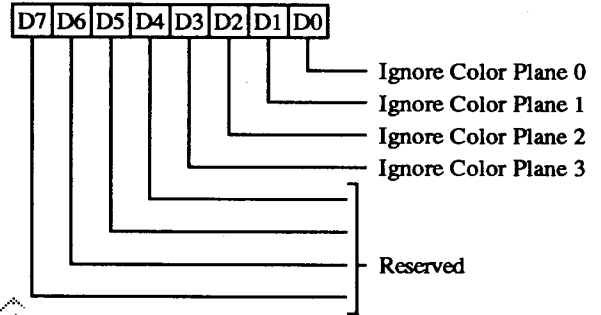 D7 D6 D5 D4 D3 D2 D1 D0
Ignore Color Plane 0
Ignore Color Plane 1
Ignore Color Plane 2
Ignore Color Plane 3
Reserved